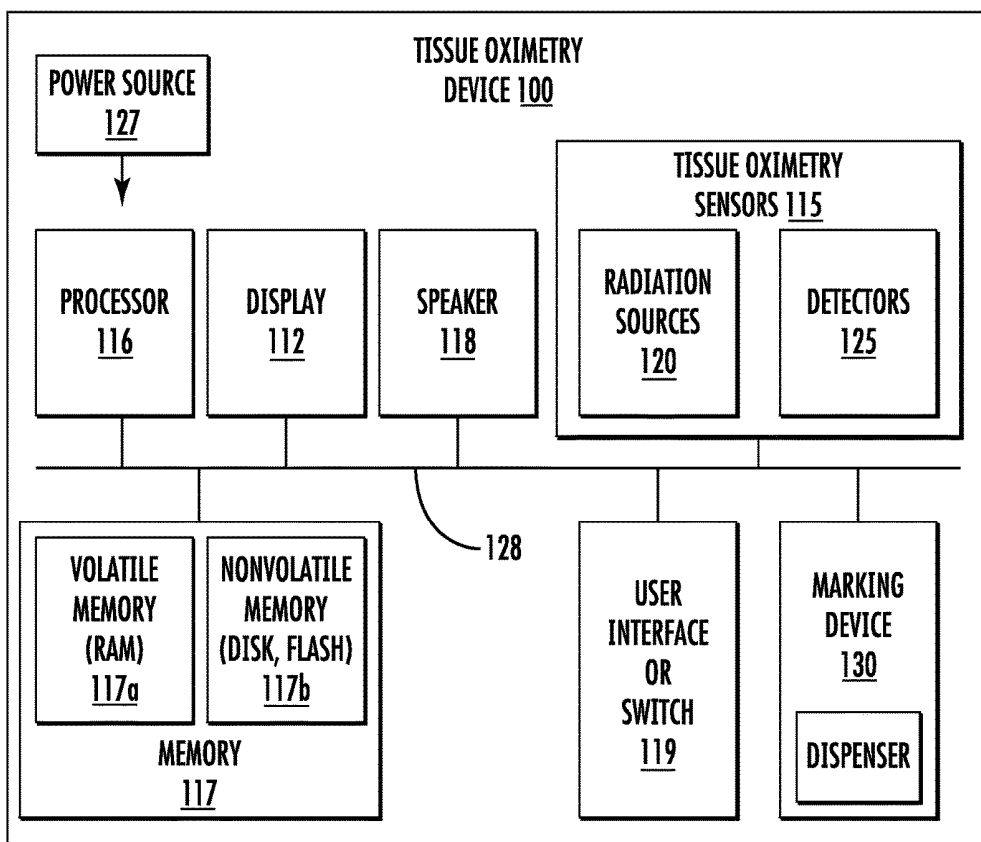 TISSUE OXIMETRY
DEVICE 100
POWER SOURCE
127
TISSUE OXIMETRY
SENSORS 115
PROCESSOR
116
DISPLAY
112
SPEAKER
118
RADIATION
SOURCES
120
DETECTORS
125
128
VOLATILE
MEMORY
(RAM)
117a
NONVOLATILE
MEMORY
(DISK, FLASH)
117b
MEMORY
117
USER
INTERFACE
OR
SWITCH
119
MARKING
DEVICE
130
DISPENSER